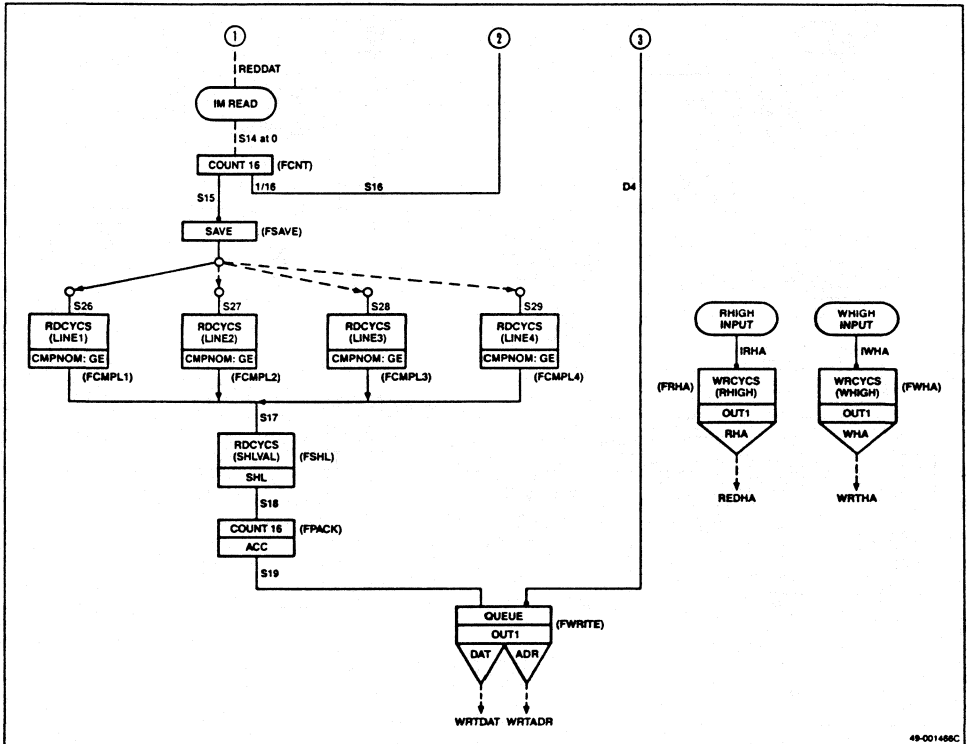 1
2
3
REDDAT
IM READ
S14 at 0
COUNT 16 (FCNT)
1/16 S16
S15
D4
SAVE (FSAVE)
S26 S27 S28 S29
RDCYCS (LINE1)
CMPNOM: GE
(FCMPL1)
RDCYCS (LINE2)
CMPNOM: GE
(FCMPL2)
RDCYCS (LINE3)
CMPNOM: GE
(FCMPL3)
RDCYCS (LINE4)
CMPNOM: GE
(FCMPL4)
RHIGH
INPUT
IRHA
(FRHA)
WRCYCS
(RHIGH)
OUT1
RHA
REDHA
WHIGH
INPUT
IWHA
WRCYCS
(WHIGH)
(FWHA)
OUT1
WHA
WRTHA
S17
RDCYCS
(SHLVAL)
(FSHL)
SHL
S18
COUNT 16 (FPACK)
ACC
S19
QUEUE
(FWRITE)
OUT1
DAT ADR
WRTDAT WRTADR
49-001466C